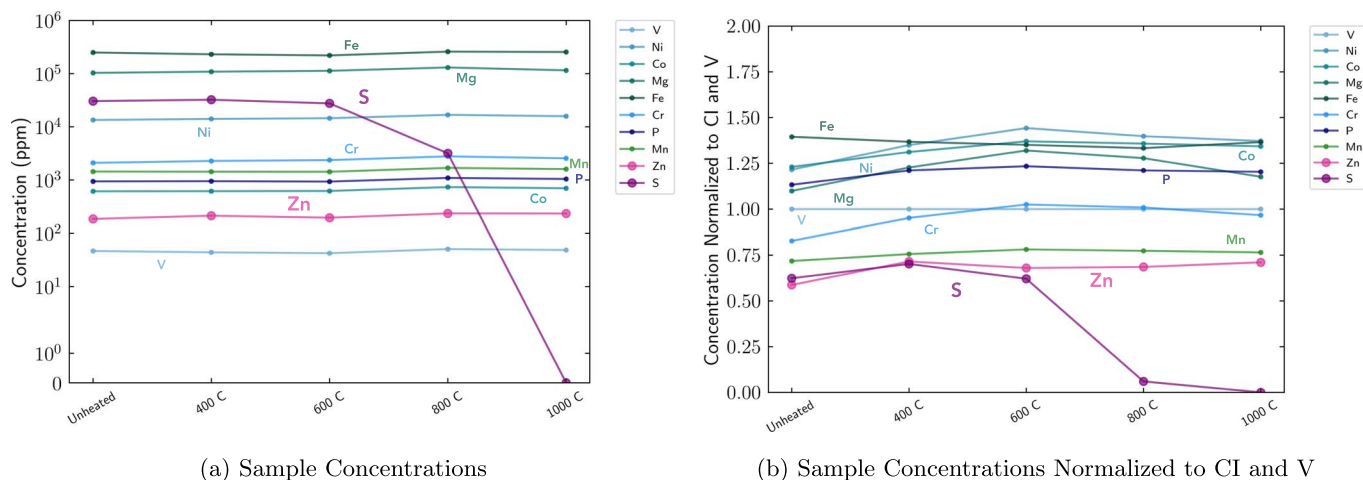 10^6
10^5
10^4
10^3
10^2
10^1
10^0
0
Concentration (ppm)
Unheated
400 C
600 C
800 C
1000 C
Fe
Mg
S
Ni
Cr
Mn
P
Zn
Co
V
V
Ni
Co
Mg
Fe
Cr
P
Mn
Zn
S
(a) Sample Concentrations
2.00
1.75
1.50
1.25
1.00
0.75
0.50
0.25
0.00
Concentration Normalized to CI and V
Unheated
400 C
600 C
800 C
1000 C
Fe
Ni
Co
P
Mg
V
Cr
Mn
S
Zn
V
Ni
Co
Mg
Fe
Cr
P
Mn
Zn
S
(b) Sample Concentrations Normalized to CI and V